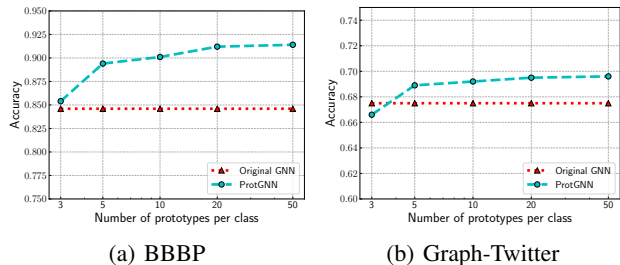 0.950
0.925
0.900
0.875
0.850
0.825
0.800
0.775
0.750
Accuracy
Original GNN
ProtGNN
3 5 10 20 50
Number of prototypes per class
(a) BBBP
0.74
0.72
0.70
0.68
0.66
0.64
0.62
0.60
Accuracy
Original GNN
ProtGNN
3 5 10 20 50
Number of prototypes per class
(b) Graph-Twitter